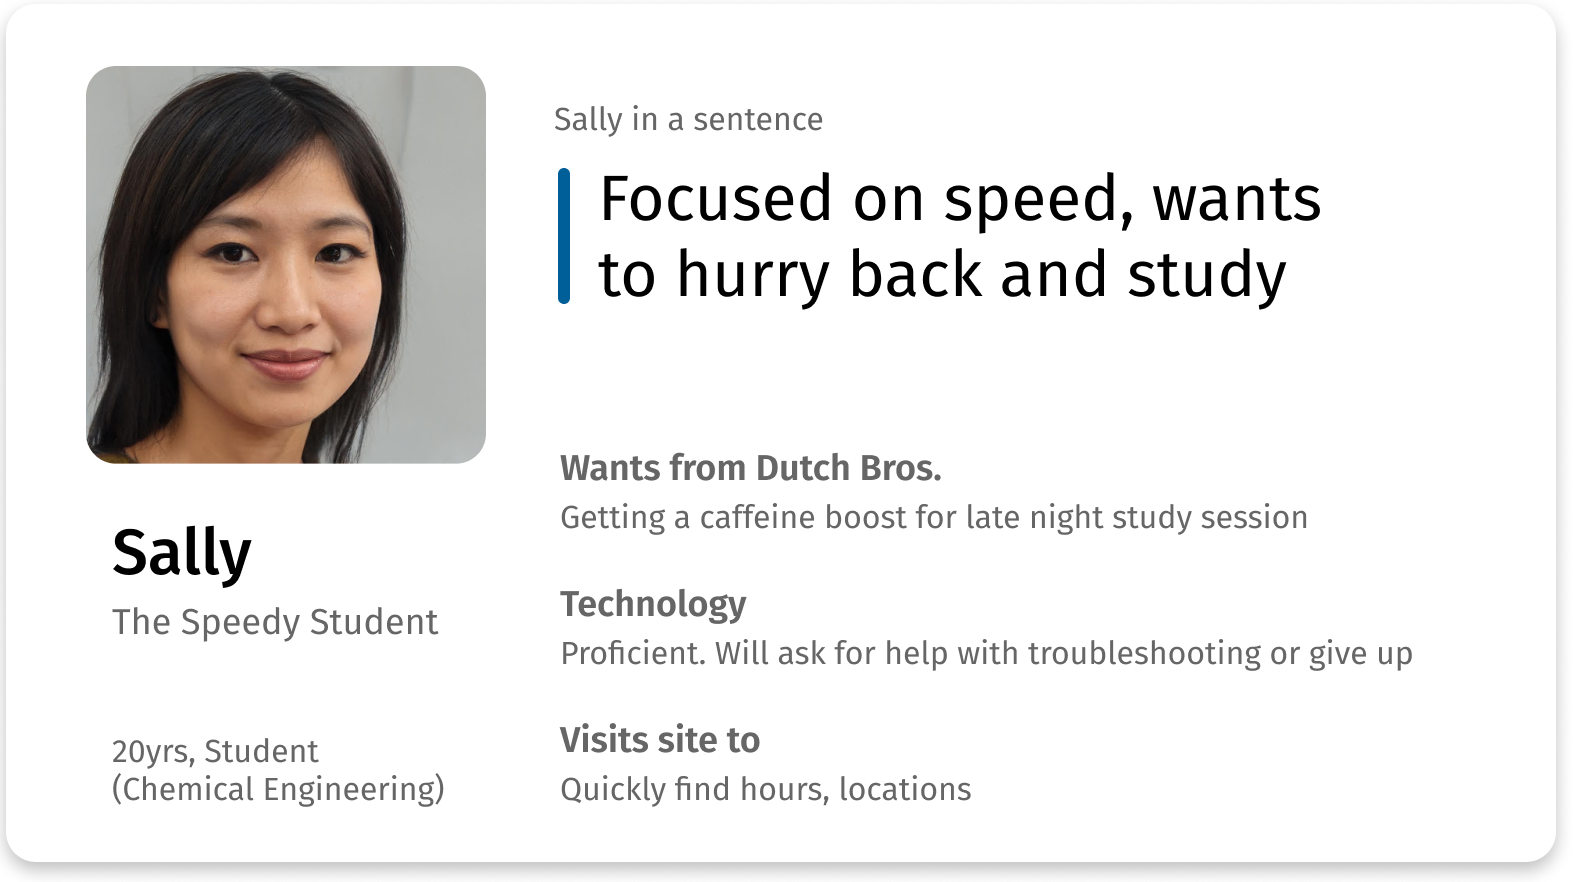 Sally in a sentence
Focused on speed, wants
to hurry back and study
Wants from Dutch Bros.
Getting a caffeine boost for late night study session
Technology
Proficient. Will ask for help with troubleshooting or give up
Visits site to
Quickly find hours, locations
Sally
The Speedy Student
20yrs, Student
(Chemical Engineering)